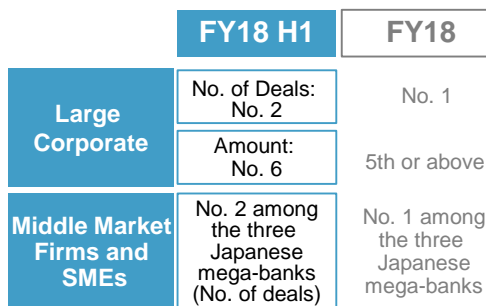 FY18 H1
FY18
Large
Corporate
No. of Deals:
No. 2
No. 1
Amount:
No. 6
5th or above
Middle Market
Firms and
SMEs
No. 2 among
the three
Japanese
mega-banks
(No. of deals)
No. 1 among
the three
Japanese
mega-banks